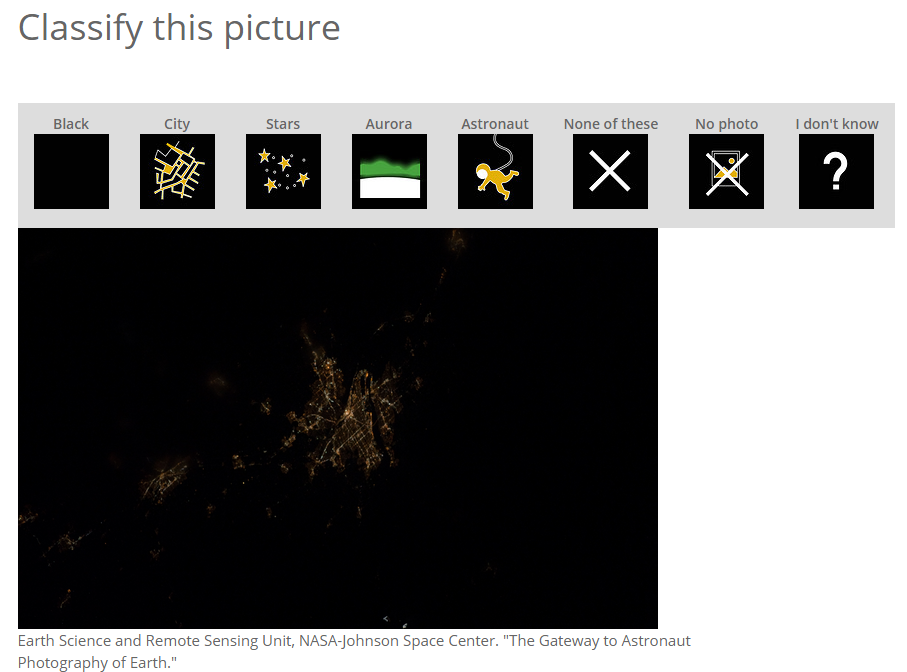 Classify this picture
Black City Stars Aurora Astronaut None of these No photo I don't know
?
Earth Science and Remote Sensing Unit, NASA-Johnson Space Center. "The Gateway to Astronaut
Photography of Earth."